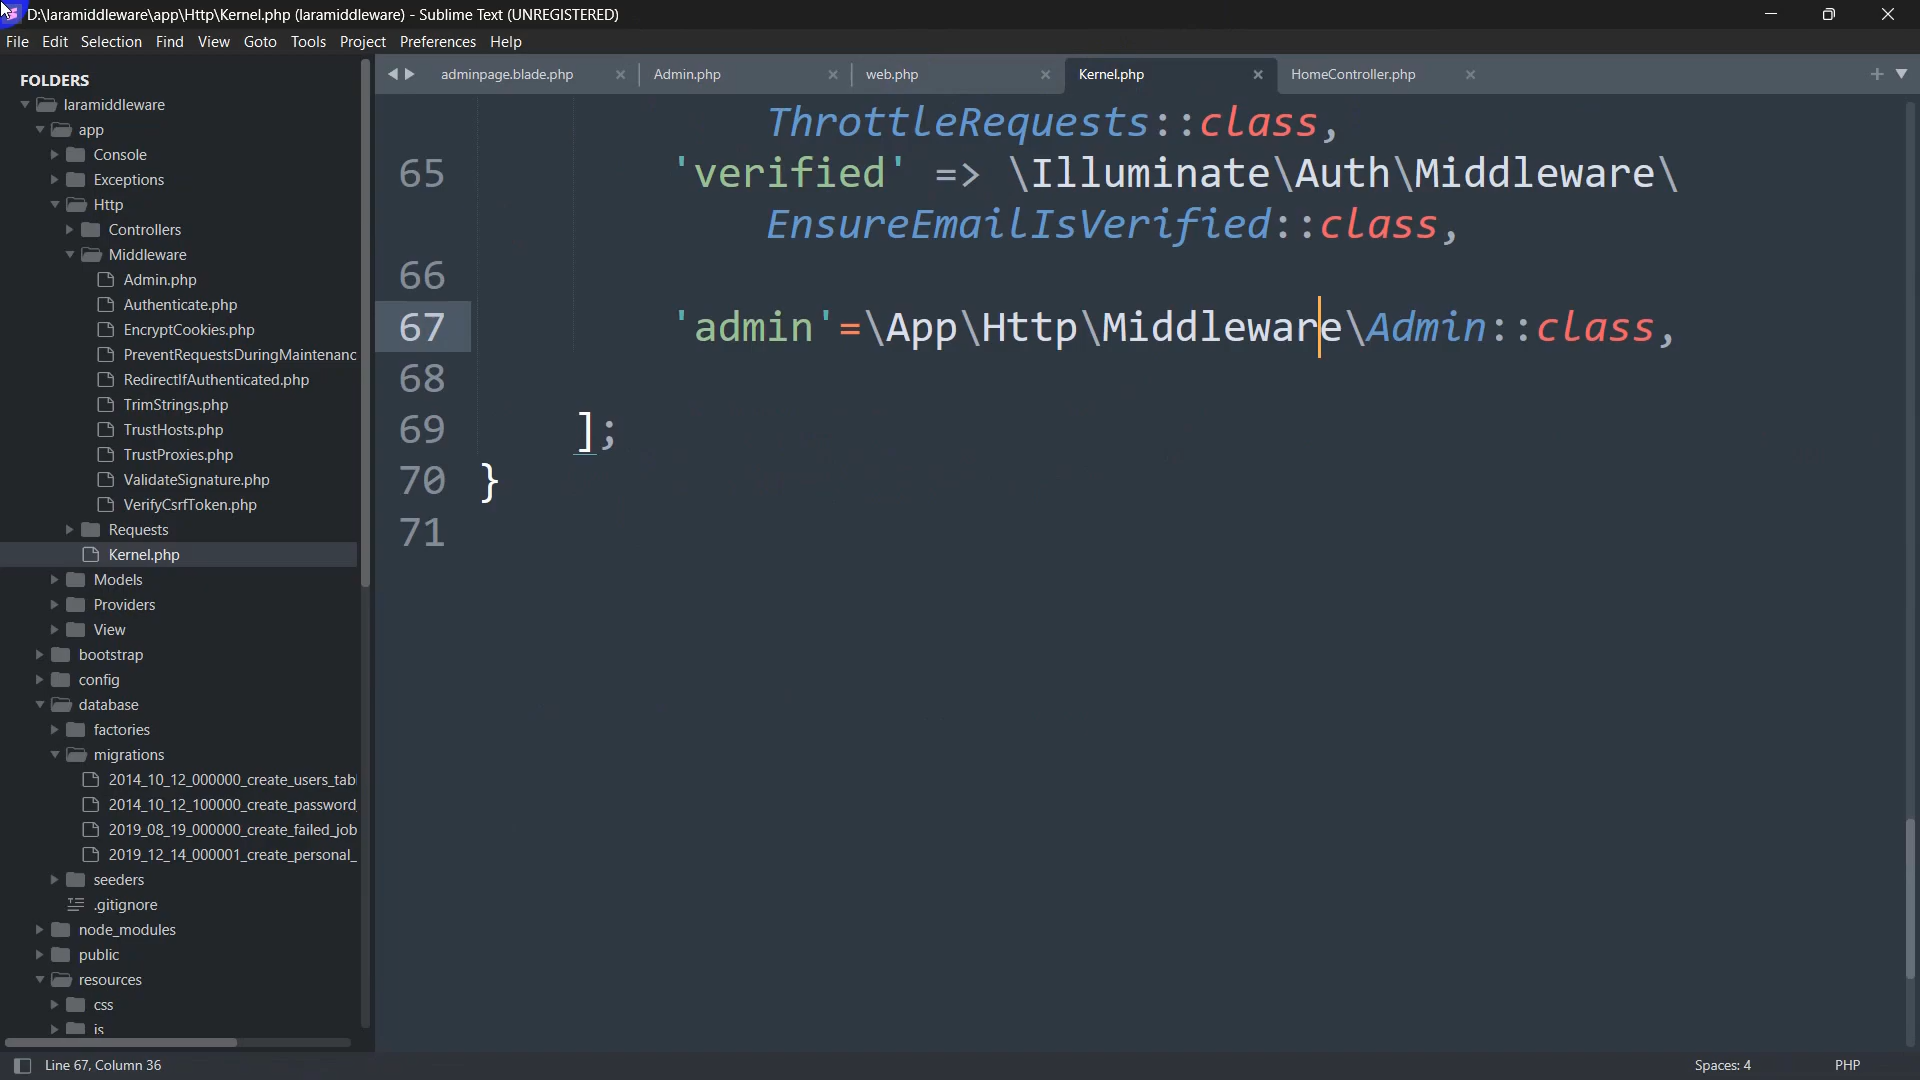 D:\laramiddleware\app\Http\Kernel.php (laramiddleware) - Sublime Text (UNREGISTERED)
File Edit Selection Find View Goto Tools Project Preferences Help
FOLDERS
laramiddleware
app
Console
Exceptions
Http
Controllers
Middleware
Admin.php
Authenticate.php
EncryptCookies.php
PreventRequestsDuringMaintenanc
RedirectIfAuthenticated.php
TrimStrings.php
TrustHosts.php
TrustProxies.php
ValidateSignature.php
VerifyCsrfToken.php
Requests
Kernel.php
Models
Providers
View
bootstrap
config
database
factories
migrations
2014_10_12_000000_create_users_tab
2014_10_12_100000_create_password_
2019_08_19_000000_create_failed_job
2019_12_14_000001_create_personal_
seeders
.gitignore
node_modules
public
resources
css
js
adminpage.blade.php Admin.php web.php Kernel.php HomeController.php
ThrottleRequests::class,
65 'verified' => \Illuminate\Auth\Middleware\
EnsureEmailIsVerified::class,
66
67 'admin'=\App\Http\Middleware\Admin::class,
68
69 ];
70 }
71
Line 67, Column 36 Spaces: 4 PHP